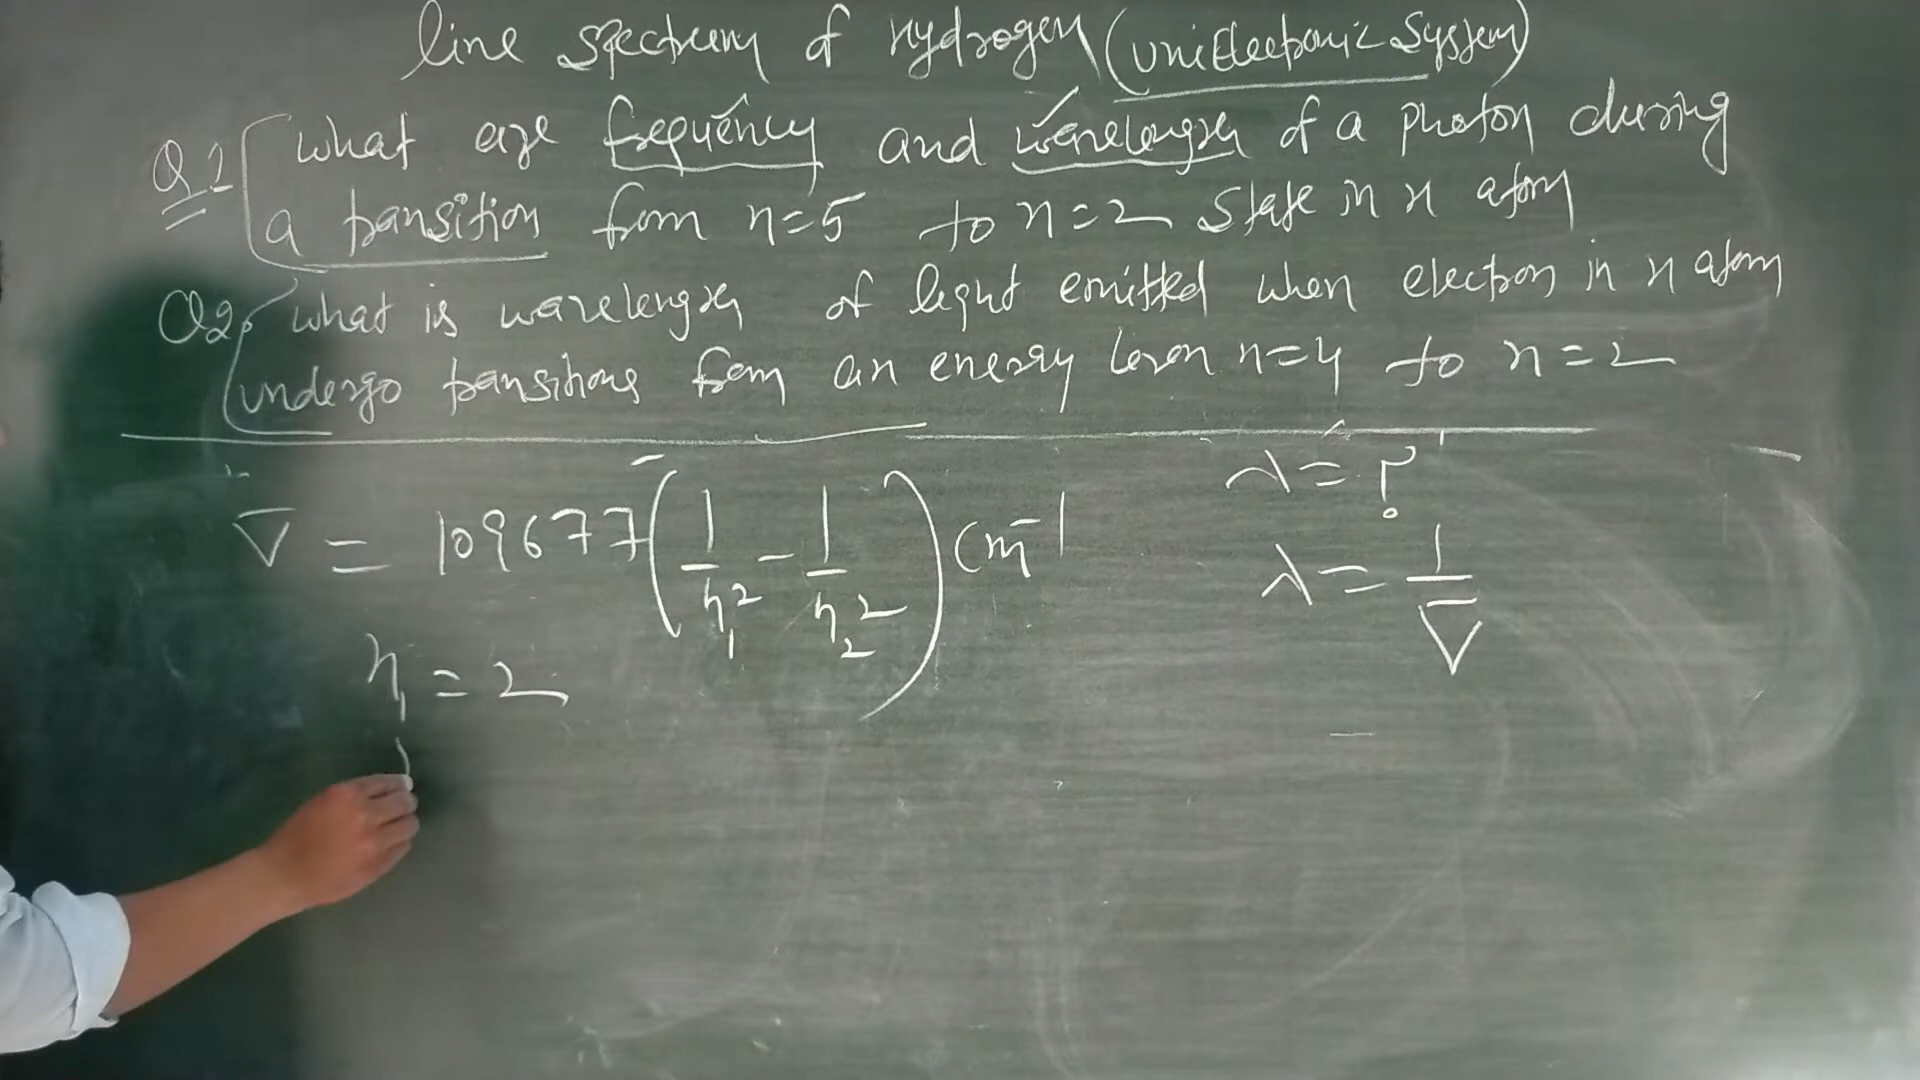 line spectrum of Hydrogen (Unielectronic System)
Q.1 what are frequency and wavelength of a photon during
a transition from n=5 to n=2 state in H atom
Q2. what is wavelength of light emitted when electron in H atom
undergo transitions from an energy level n=4 to n=2
ν̅ = 109677 (1/n₁² - 1/n₂²) cm⁻¹
λ = ?
λ = 1/ν̅
n₁ = 2